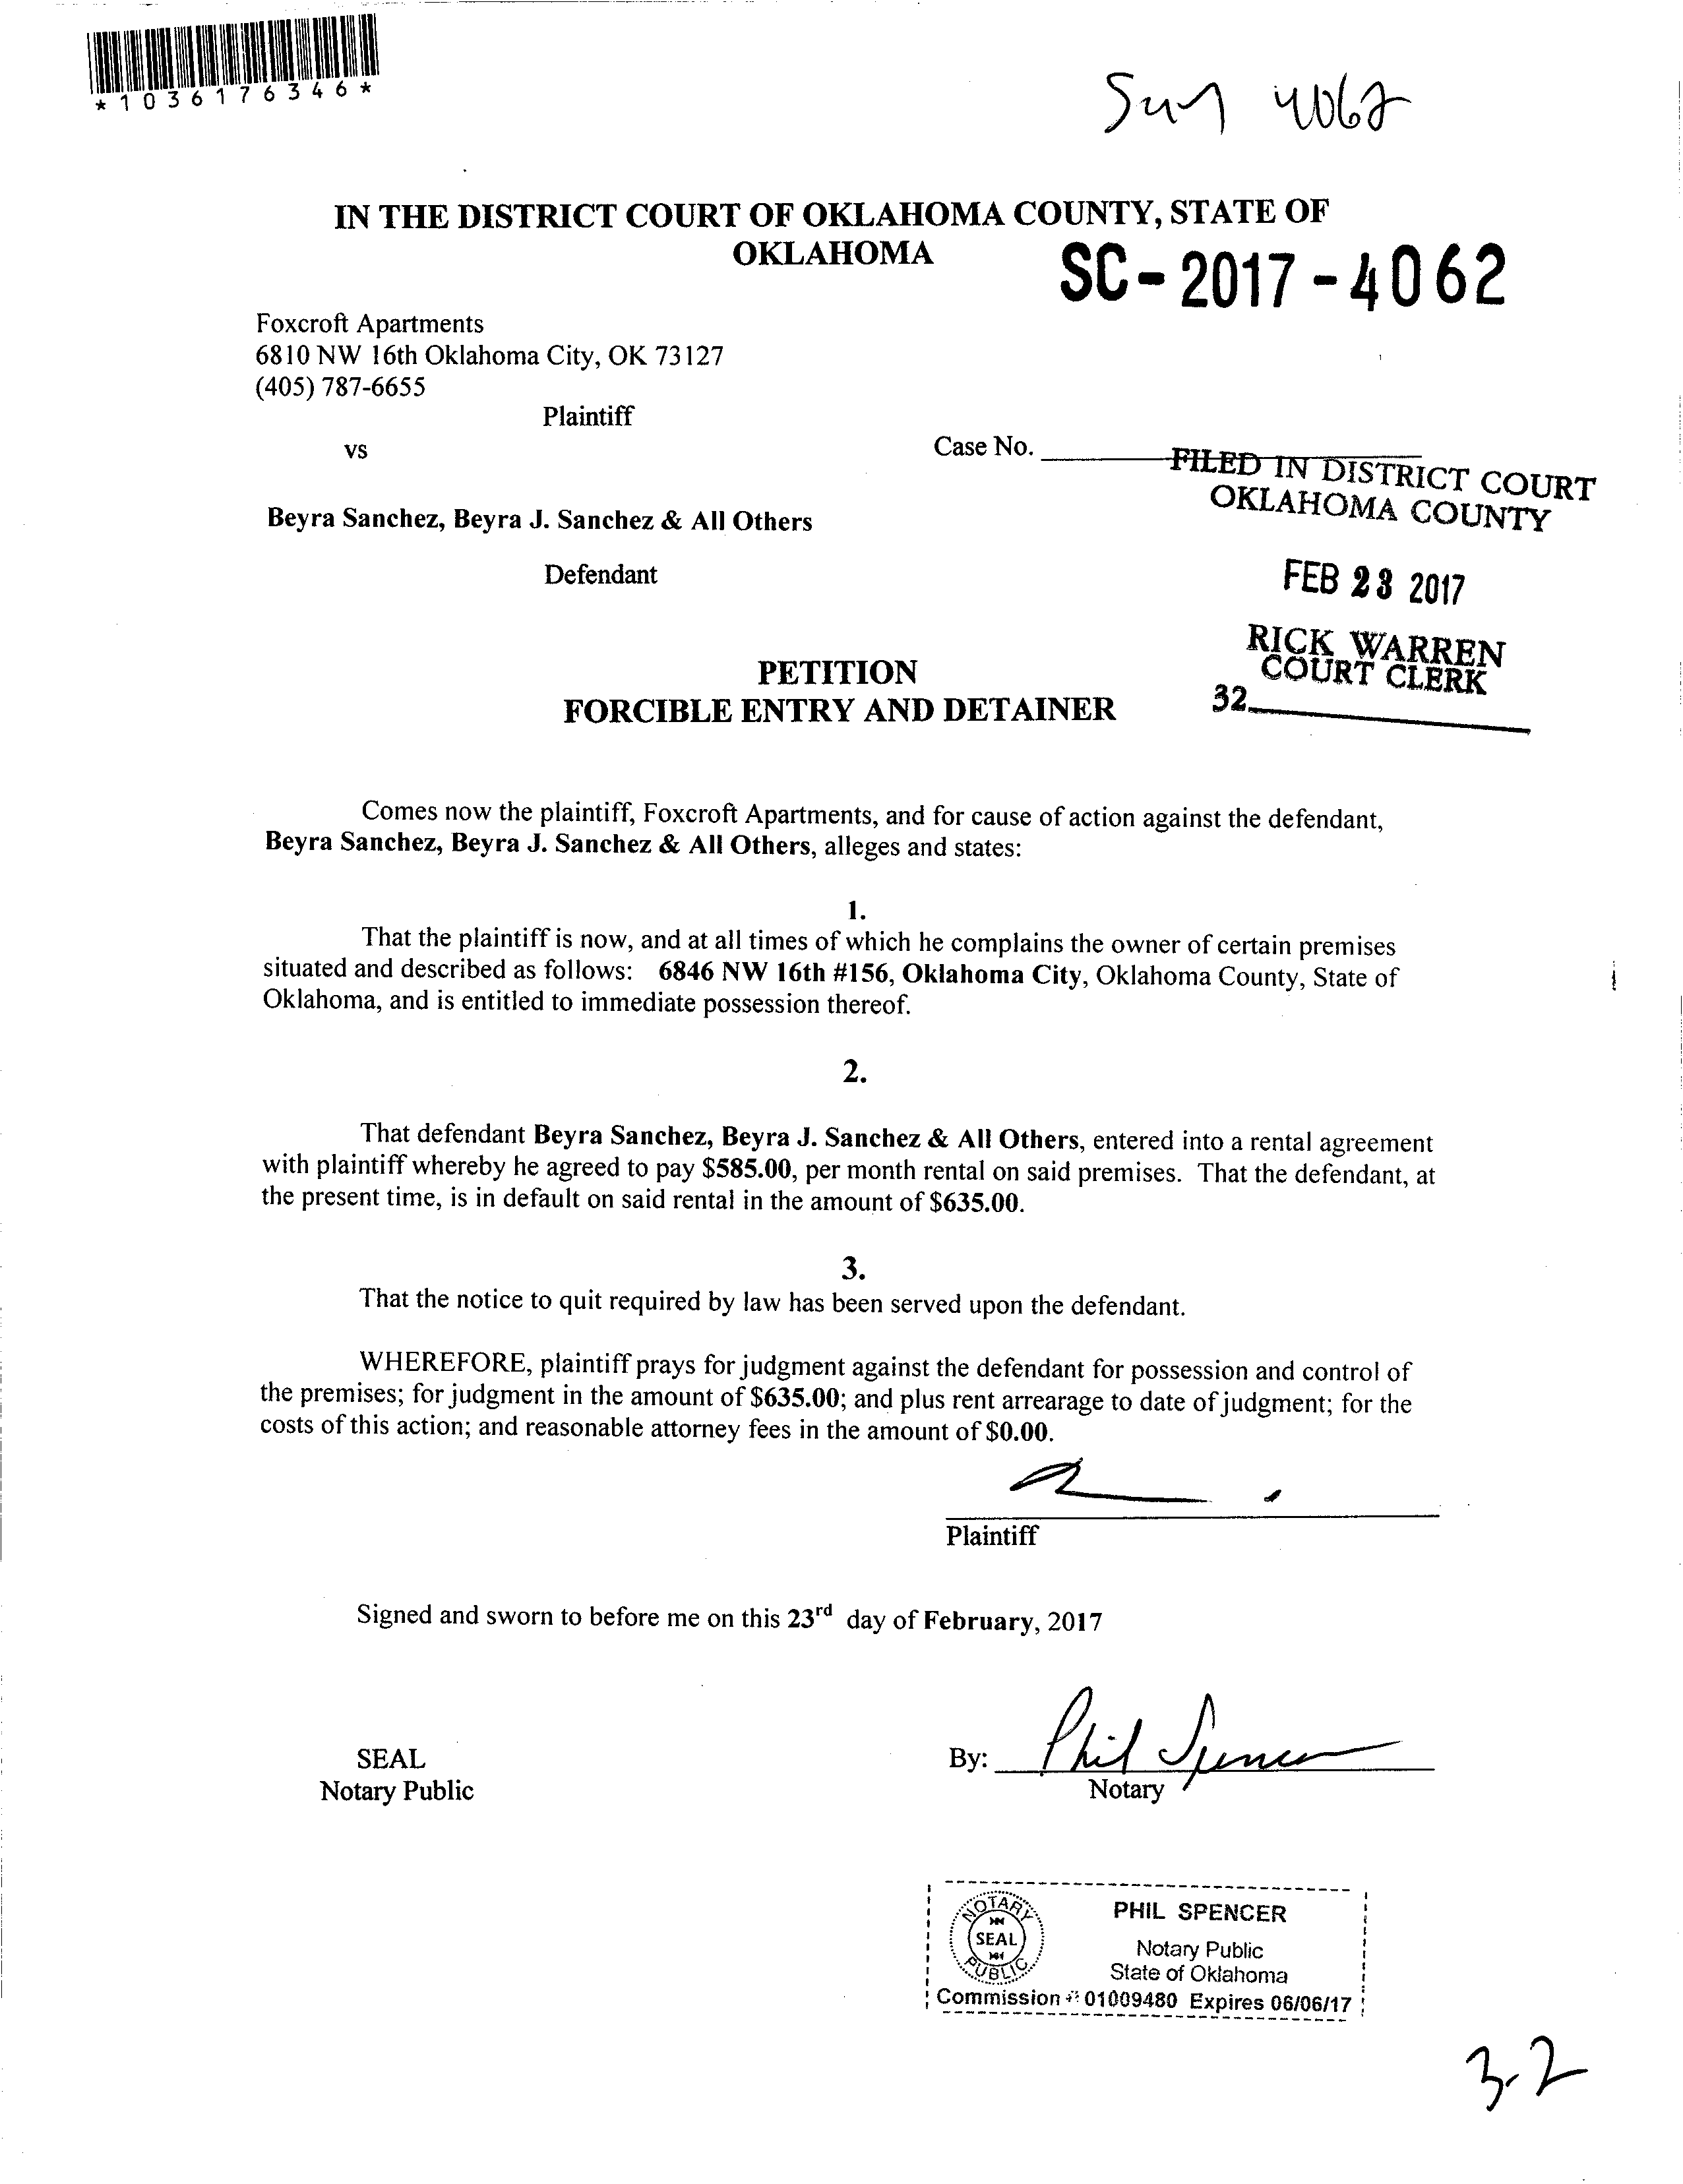 *1036176346*
4062
IN THE DISTRICT COURT OF OKLAHOMA COUNTY, STATE OF
OKLAHOMA
SC-2017-4062
Foxcroft Apartments
6810 NW 16th Oklahoma City, OK 73127
(405) 787-6655
Plaintiff
vs
Case No.
FILED IN DISTRICT COURT
OKLAHOMA COUNTY
Beyra Sanchez, Beyra J. Sanchez & All Others
Defendant
FEB 23 2017
RICK WARREN
COURT CLERK
32
PETITION
FORCIBLE ENTRY AND DETAINER
Comes now the plaintiff, Foxcroft Apartments, and for cause of action against the defendant,
Beyra Sanchez, Beyra J. Sanchez & All Others, alleges and states:
1.
That the plaintiff is now, and at all times of which he complains the owner of certain premises
situated and described as follows: 6846 NW 16th #156, Oklahoma City, Oklahoma County, State of
Oklahoma, and is entitled to immediate possession thereof.
2.
That defendant Beyra Sanchez, Beyra J. Sanchez & All Others, entered into a rental agreement
with plaintiff whereby he agreed to pay $585.00, per month rental on said premises. That the defendant, at
the present time, is in default on said rental in the amount of $635.00.
3.
That the notice to quit required by law has been served upon the defendant.
WHEREFORE, plaintiff prays for judgment against the defendant for possession and control of
the premises; for judgment in the amount of $635.00; and plus rent arrearage to date of judgment; for the
costs of this action; and reasonable attorney fees in the amount of $0.00.
Plaintiff
Signed and sworn to before me on this 23rd day of February, 2017
SEAL
Notary Public
By: Phil Spencer
Notary
NOTARY
SEAL
PUBLIC
PHIL SPENCER
Notary Public
State of Oklahoma
Commission # 01009480 Expires 06/06/17
3-2